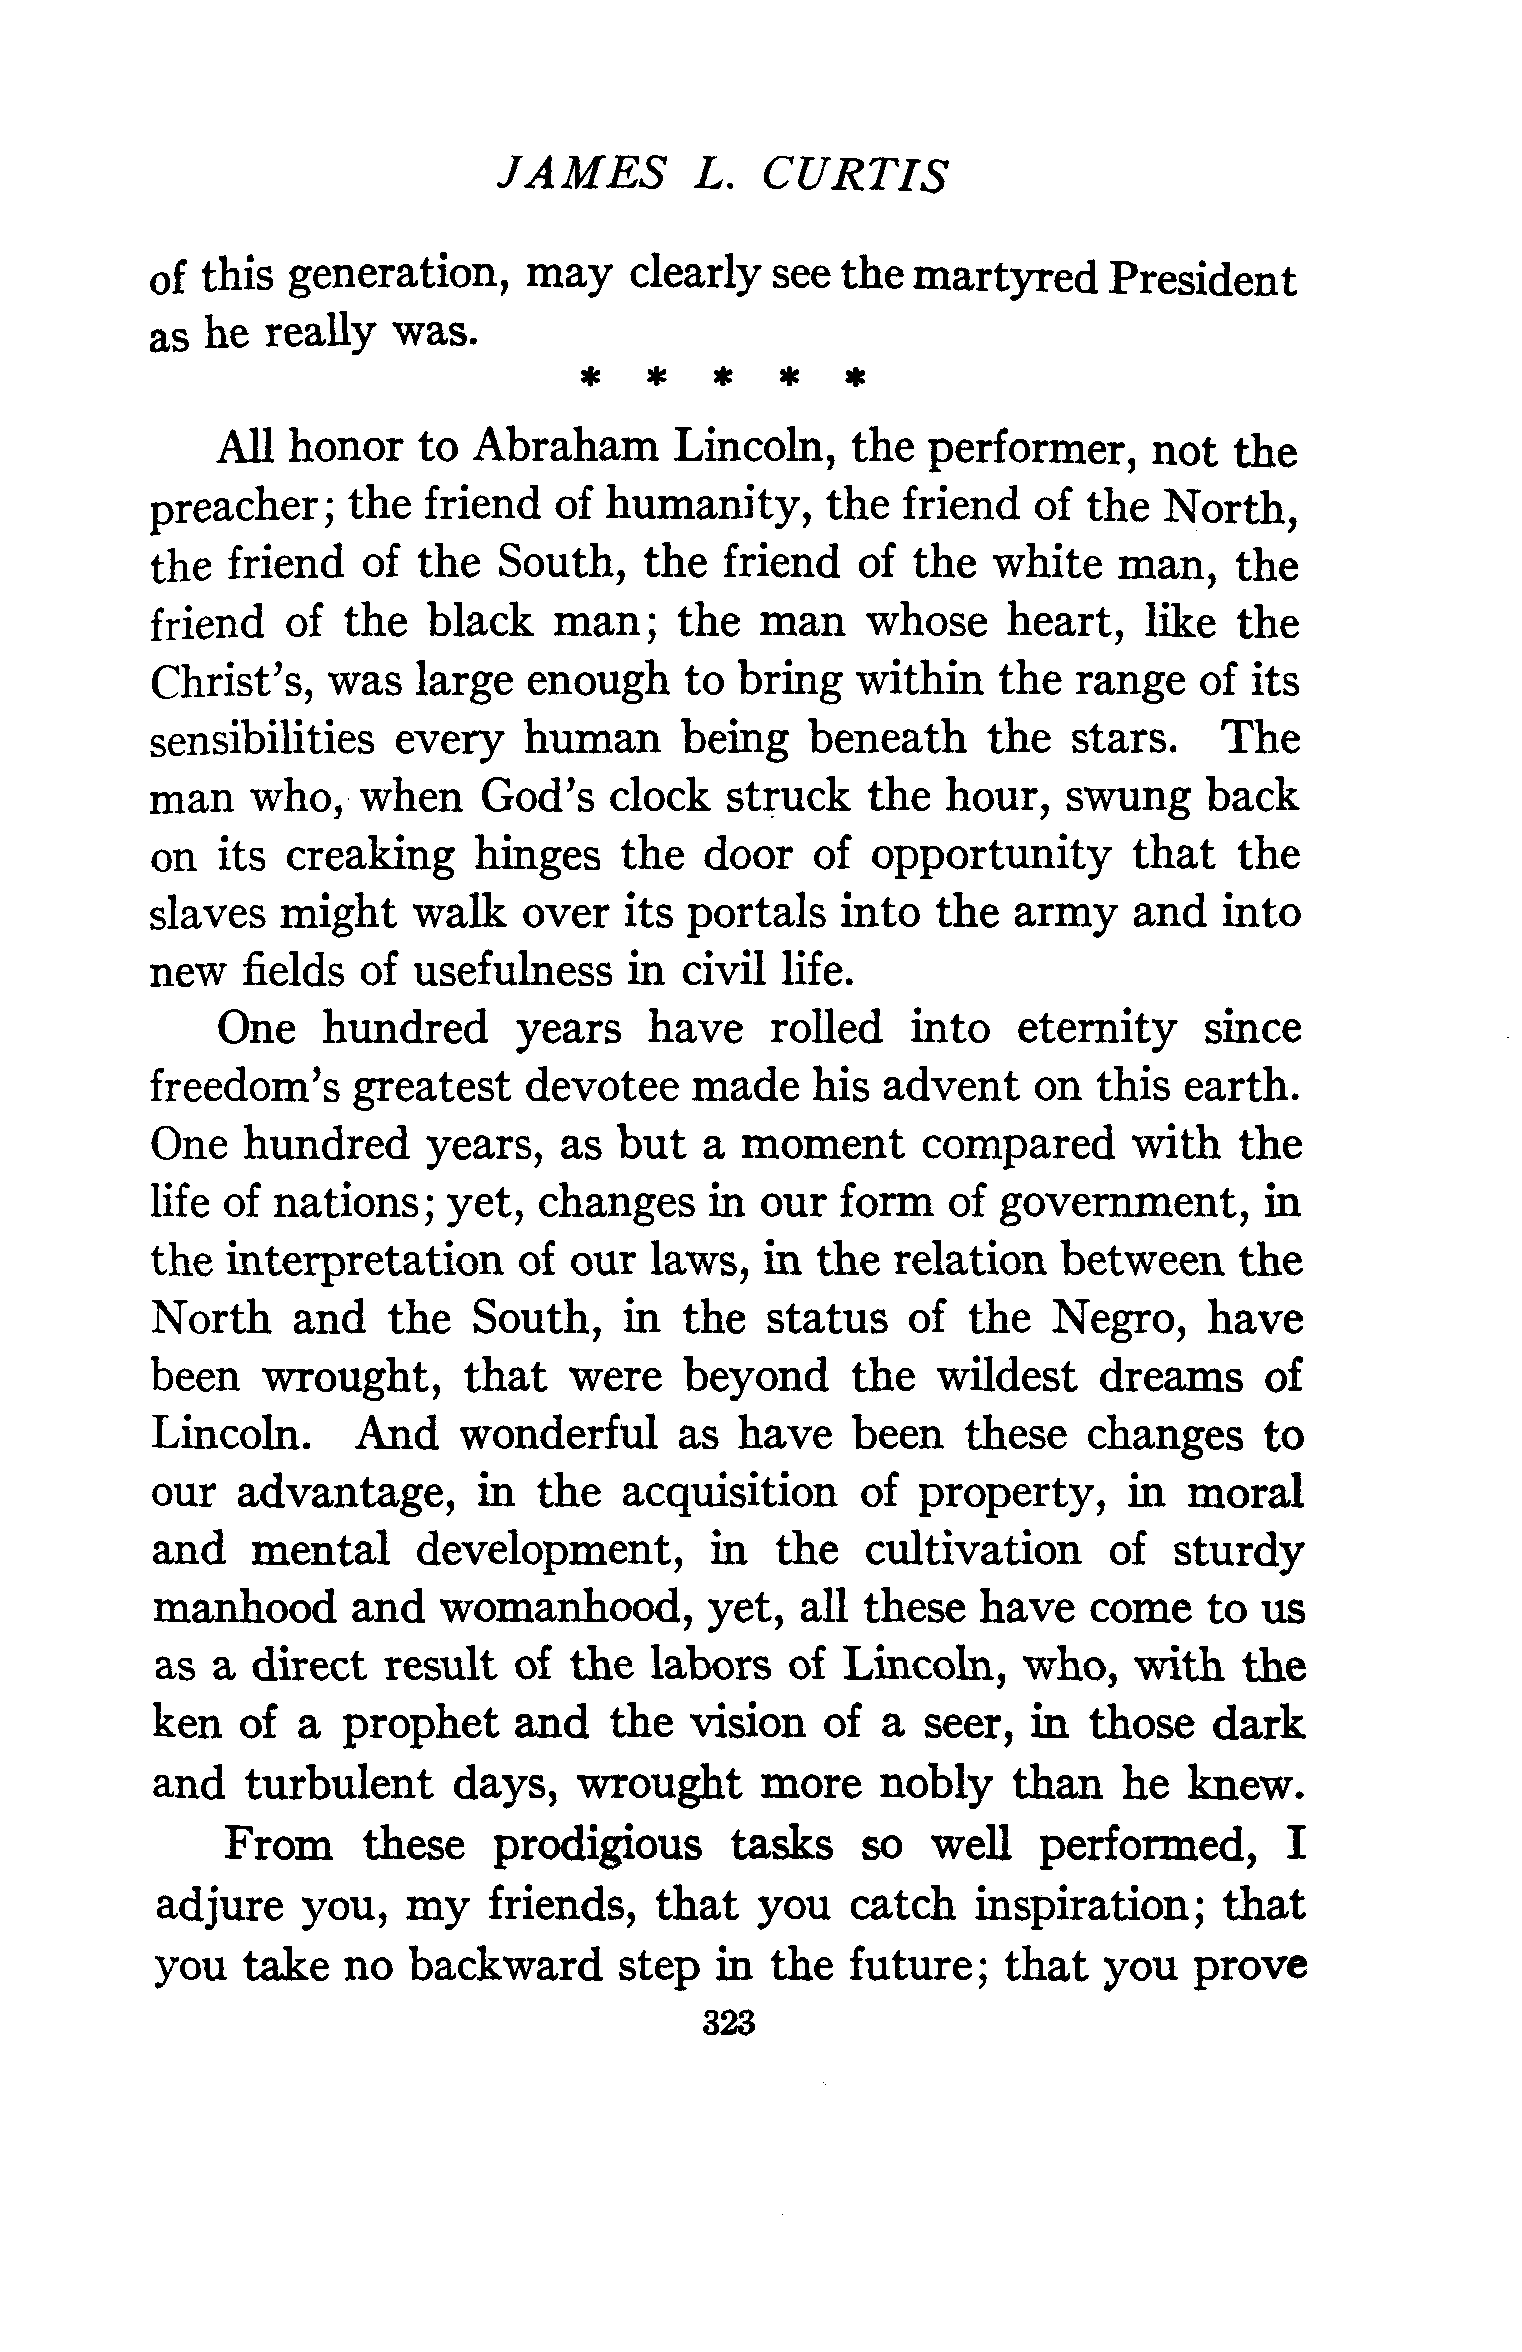 JAMES L. CURTIS
of this generation, may clearly see the martyred President
as he really was.
* * * * *
All honor to Abraham Lincoln, the performer, not the
preacher; the friend of humanity, the friend of the North,
the friend of the South, the friend of the white man, the
friend of the black man; the man whose heart, like the
Christ's, was large enough to bring within the range of its
sensibilities every human being beneath the stars. The
man who, when God's clock struck the hour, swung back
on its creaking hinges the door of opportunity that the
slaves might walk over its portals into the army and into
new fields of usefulness in civil life.
One hundred years have rolled into eternity since
freedom's greatest devotee made his advent on this earth.
One hundred years, as but a moment compared with the
life of nations; yet, changes in our form of government, in
the interpretation of our laws, in the relation between the
North and the South, in the status of the Negro, have
been wrought, that were beyond the wildest dreams of
Lincoln. And wonderful as have been these changes to
our advantage, in the acquisition of property, in moral
and mental development, in the cultivation of sturdy
manhood and womanhood, yet, all these have come to us
as a direct result of the labors of Lincoln, who, with the
ken of a prophet and the vision of a seer, in those dark
and turbulent days, wrought more nobly than he knew.
From these prodigious tasks so well performed, I
adjure you, my friends, that you catch inspiration; that
you take no backward step in the future; that you prove
323